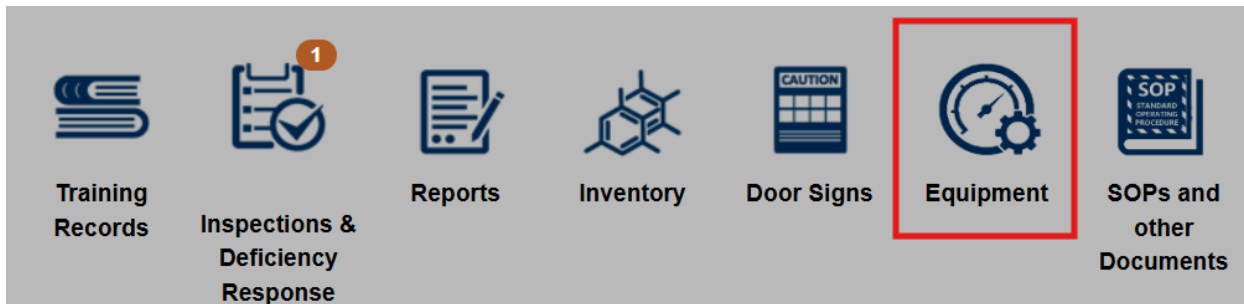 1
CAUTION
SOP
STANDARD
OPERATING
PROCEDURE
Training
Records
Inspections &
Deficiency
Response
Reports
Inventory
Door Signs
Equipment
SOPs and
other
Documents